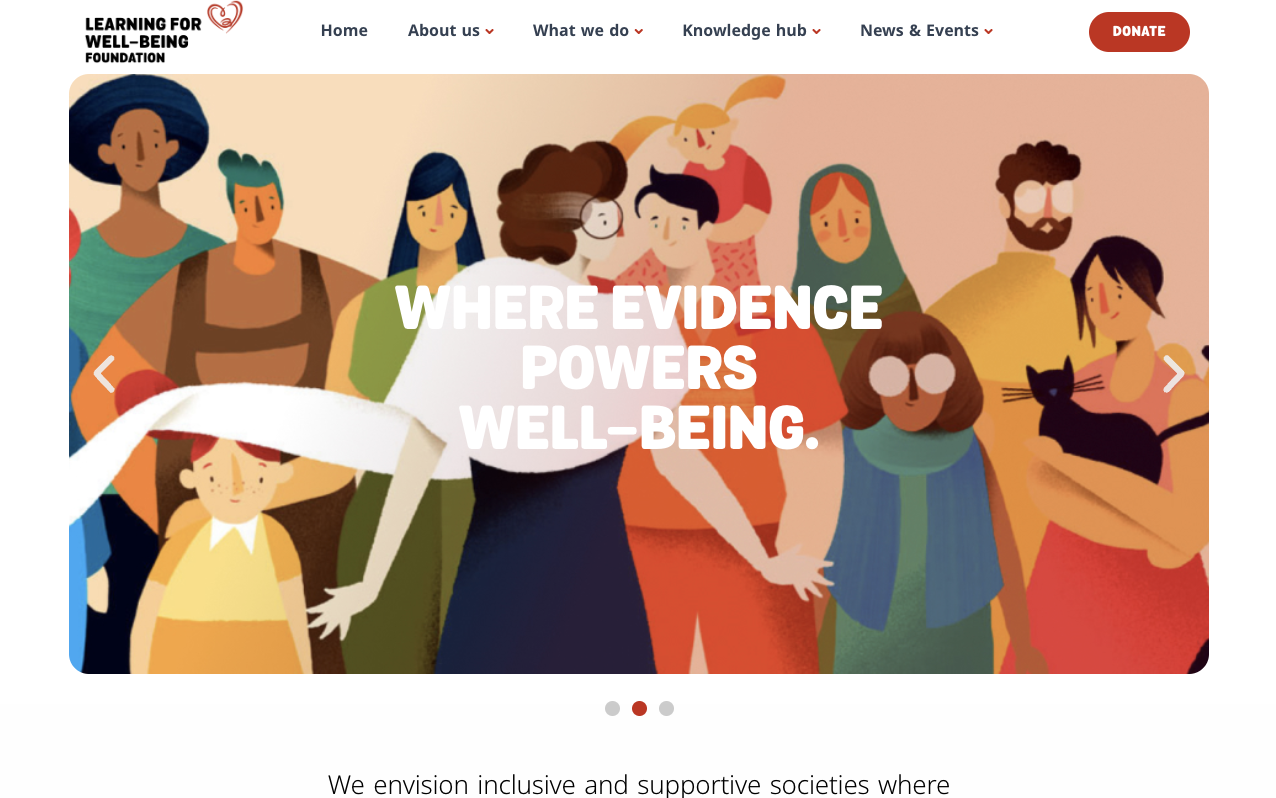 LEARNING FOR
WELL-BEING
FOUNDATION
Home
About us
What we do
Knowledge hub
News & Events
DONATE
WHERE EVIDENCE
POWERS
WELL-BEING.
We envision inclusive and supportive societies where